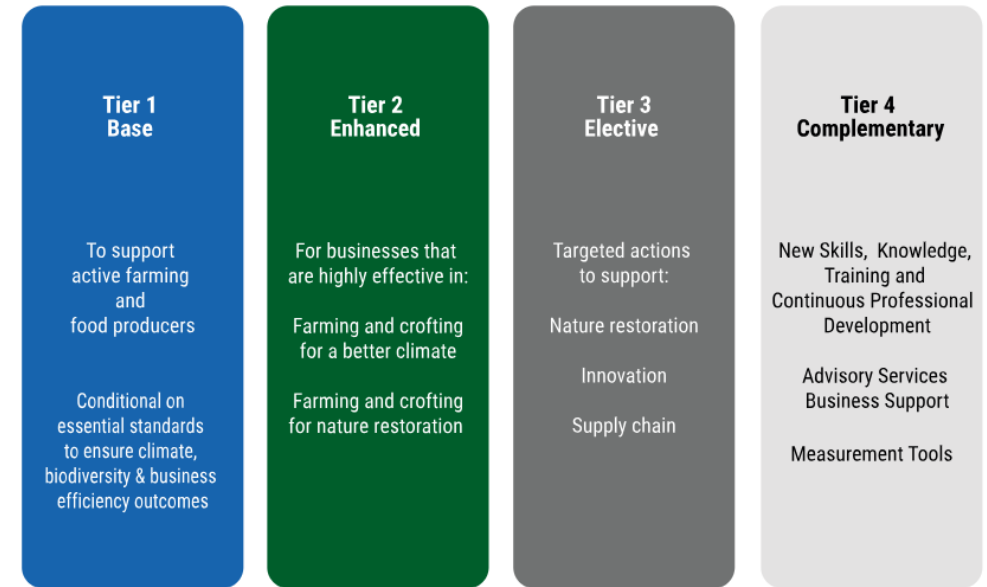 Tier 1
Base
To support
active farming
and
food producers
Conditional on
essential standards
to ensure climate,
biodiversity & business
efficiency outcomes
Tier 2
Enhanced
For businesses that
are highly effective in:
Farming and crofting
for a better climate
Farming and crofting
for nature restoration
Tier 3
Elective
Targeted actions
to support:
Nature restoration
Innovation
Supply chain
Tier 4
Complementary
New Skills, Knowledge,
Training and
Continuous Professional
Development
Advisory Services
Business Support
Measurement Tools